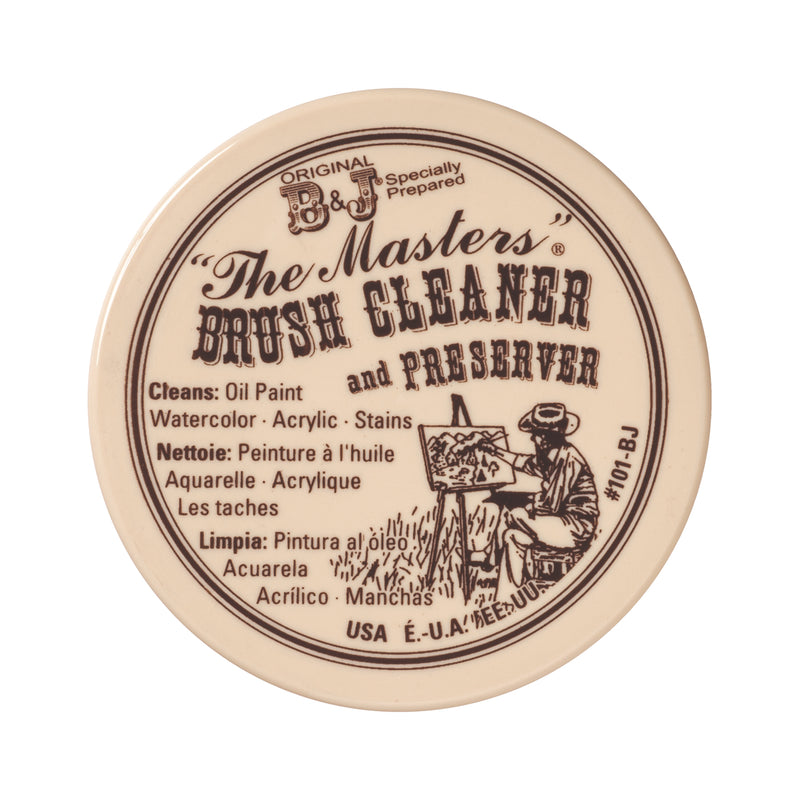 ORIGINAL
B&J® Specially
Prepared
"The Masters"®
BRUSH CLEANER
and PRESERVER
Cleans: Oil Paint
Watercolor · Acrylic · Stains
Nettoie: Peinture à l'huile
Aquarelle · Acrylique
Les taches
Limpia: Pintura al óleo
Acuarela
Acrílico · Manchas
USA É.-U.A. EE. UU.
#101-BJ